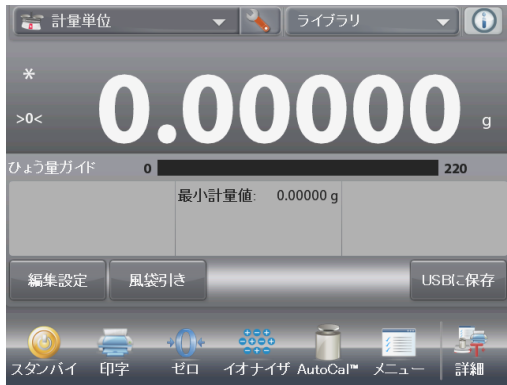 計量単位 ライブラリ
*
>0<
0.00000 g
ひょう量ガイド 0 220
最小計量値: 0.00000 g
編集設定 風袋引き USBに保存
スタンバイ 印字 ゼロ イオナイザ AutoCal™ メニュー 詳細